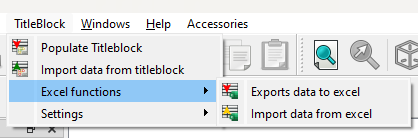 TitleBlock Windows Help Accessories
Populate Titleblock
Import data from titleblock
Excel functions
Exports data to excel
Settings
Import data from excel